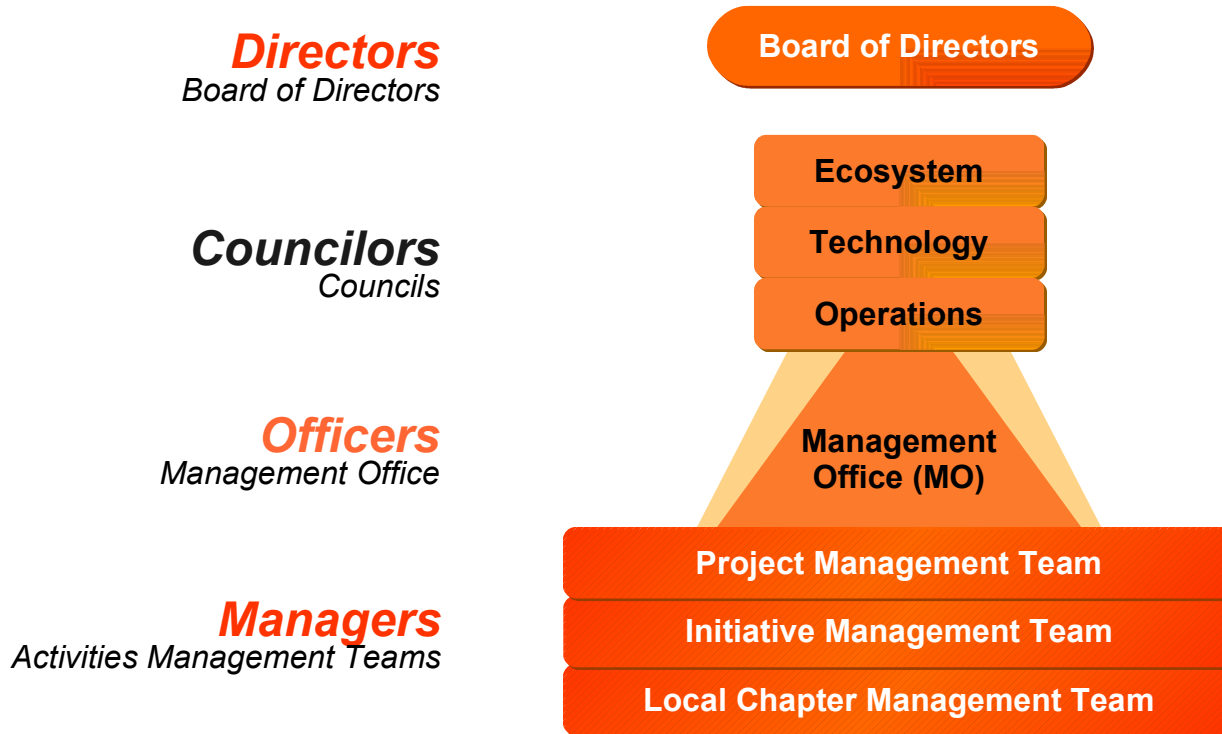 Directors
Board of Directors
Board of Directors
Councilors
Councils
Ecosystem
Technology
Operations
Officers
Management Office
Management
Office (MO)
Managers
Activities Management Teams
Project Management Team
Initiative Management Team
Local Chapter Management Team